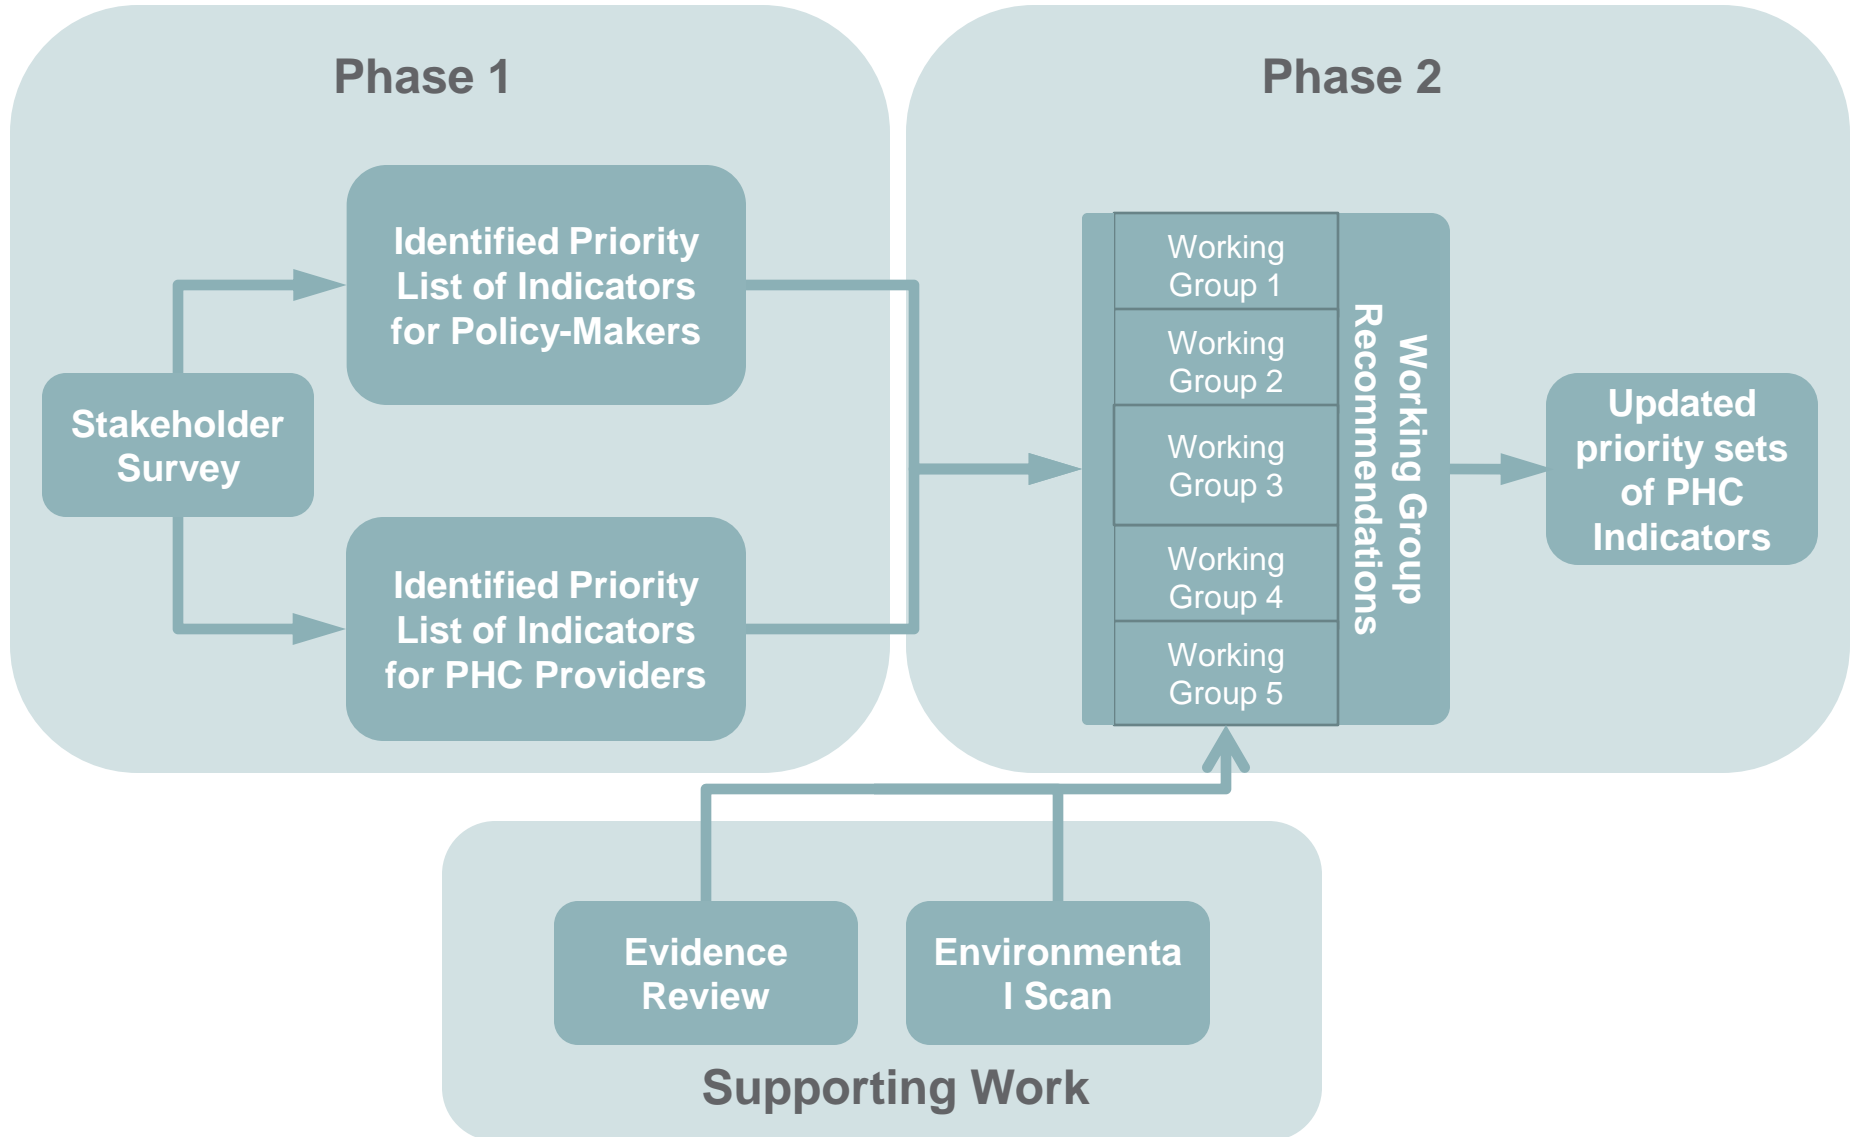 Phase 1
Stakeholder
Survey
Identified Priority
List of Indicators
for Policy-Makers
Identified Priority
List of Indicators
for PHC Providers
Phase 2
Working
Group 1
Working
Group 2
Working
Group 3
Working
Group 4
Working
Group 5
Working Group
Recommendations
Updated
priority sets
of PHC
Indicators
Evidence
Review
Environmenta
l Scan
Supporting Work